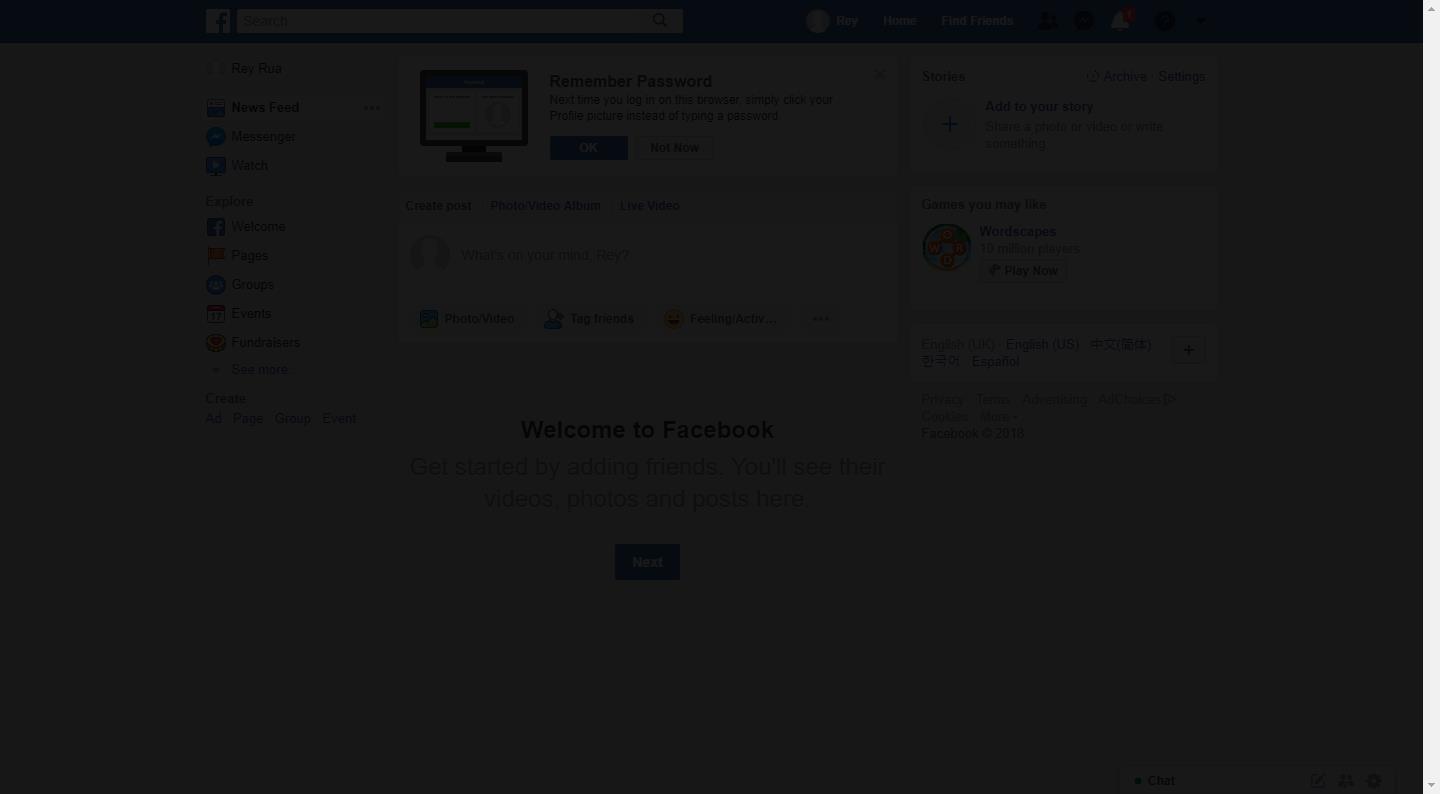 Search
Rey Home Find Friends 1
Rey Rua
News Feed
Messenger
Watch
Explore
Welcome
Pages
Groups
17 Events
Fundraisers
See more...
Create
Ad Page Group Event
Remember Password
Next time you log in on this browser, simply click your
Profile picture instead of typing a password.
OK Not Now
Create post Photo/Video Album Live Video
What's on your mind, Rey?
Photo/Video Tag friends Feeling/Activ...
Welcome to Facebook
Get started by adding friends. You'll see their
videos, photos and posts here.
Next
Stories Archive · Settings
Add to your story
Share a photo or video or write
something
Games you may like
Wordscapes
10 million players
Play Now
English (UK) · English (US) · 中文(简体) ·
한국어 · Español
Privacy · Terms · Advertising · AdChoices ·
Cookies · More
Facebook © 2018
Chat